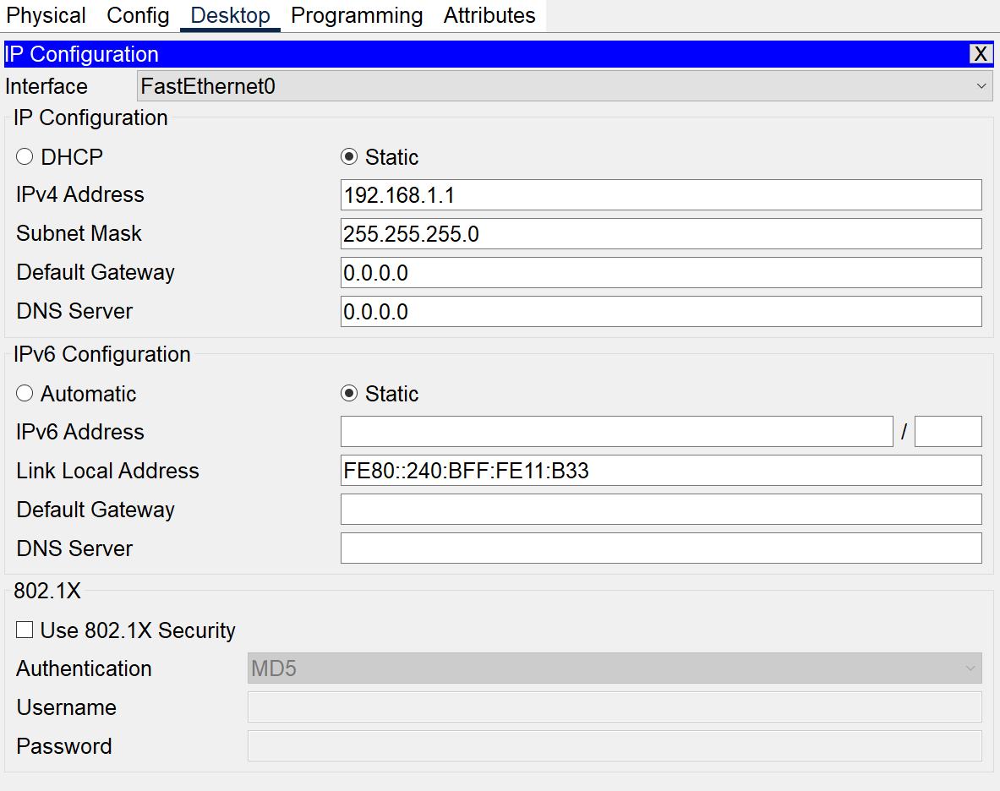 Physical Config Desktop Programming Attributes
IP Configuration X
Interface FastEthernet0
IP Configuration
DHCP Static
IPv4 Address 192.168.1.1
Subnet Mask 255.255.255.0
Default Gateway 0.0.0.0
DNS Server 0.0.0.0
IPv6 Configuration
Automatic Static
IPv6 Address /
Link Local Address FE80::240:BFF:FE11:B33
Default Gateway
DNS Server
802.1X
Use 802.1X Security
Authentication MD5
Username
Password